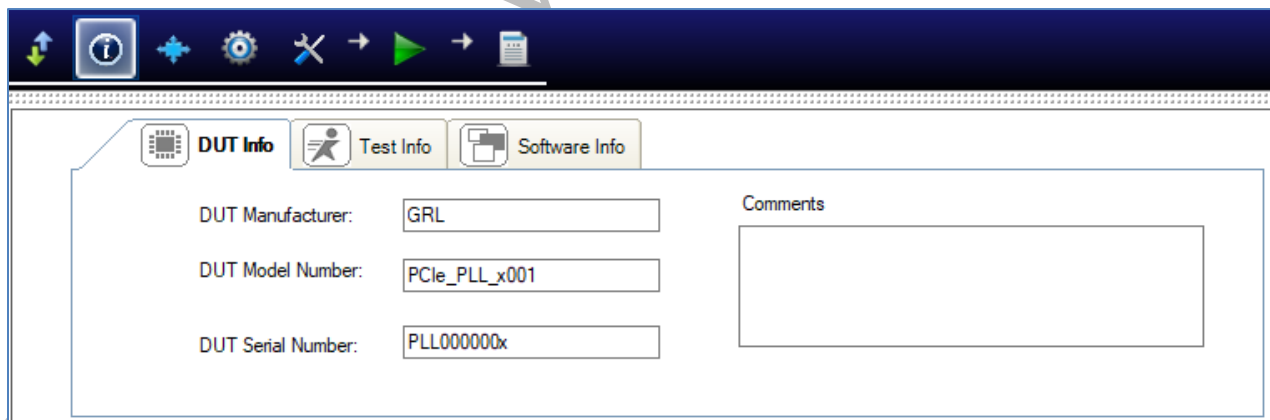 DUT Info Test Info Software Info
DUT Manufacturer: GRL Comments
DUT Model Number: PCIe_PLL_x001
DUT Serial Number: PLL000000x